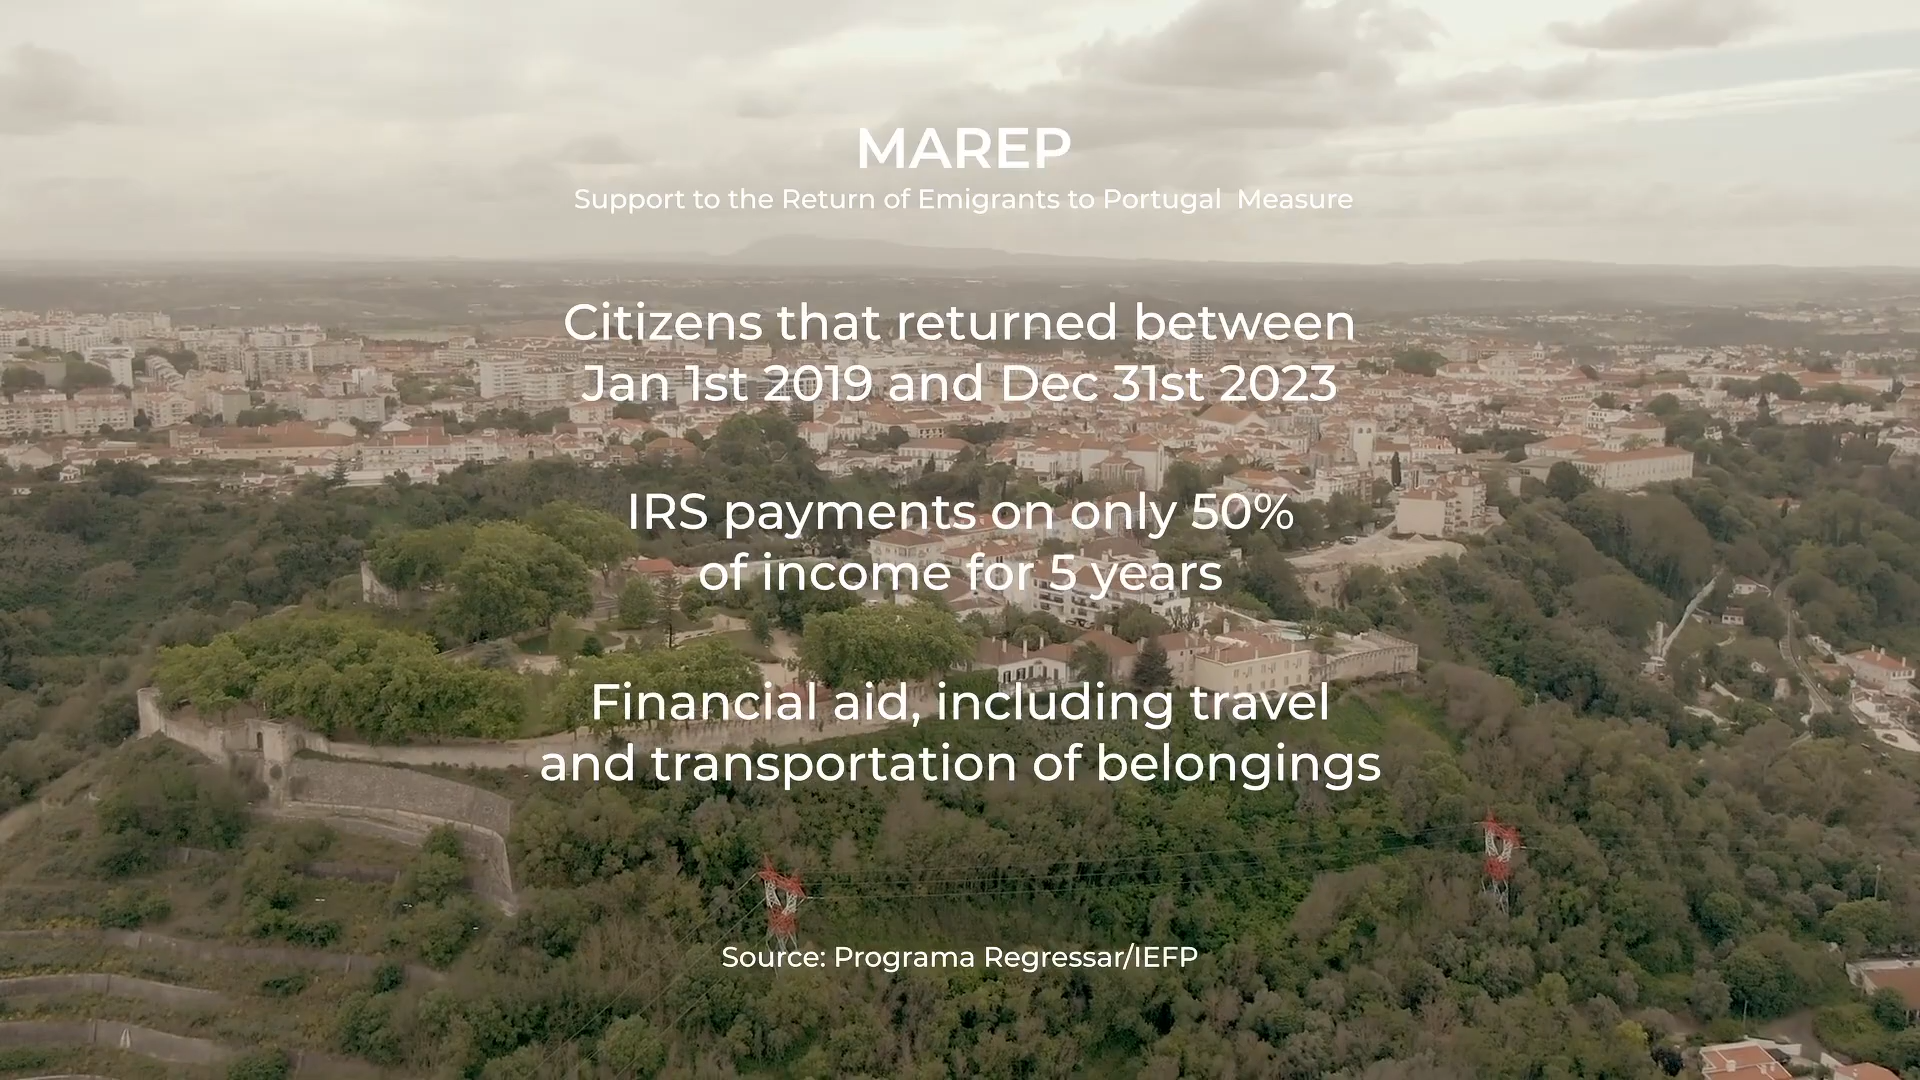 MAREP
Support to the Return of Emigrants to Portugal  Measure
Citizens that returned between
Jan 1st 2019 and Dec 31st 2023
IRS payments on only 50%
of income for 5 years
Financial aid, including travel
and transportation of belongings
Source: Programa Regressar/IEFP